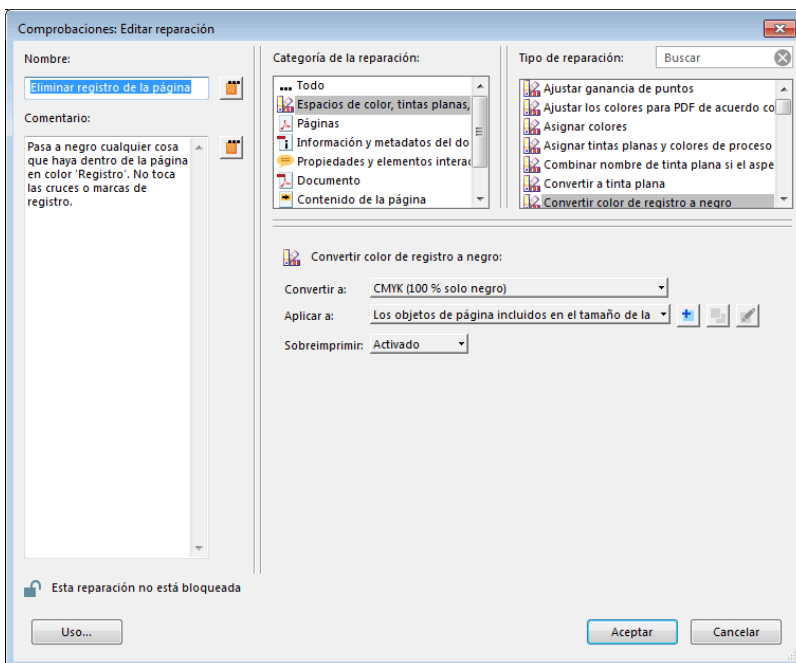 Comprobaciones: Editar reparación
Nombre:
Eliminar registro de la página
Comentario:
Pasa a negro cualquier cosa
que haya dentro de la página
en color 'Registro'. No toca
las cruces o marcas de
registro.
Esta reparación no está bloqueada
Uso...
Categoría de la reparación:
Todo
Espacios de color, tintas planas,
Páginas
Información y metadatos del do
Propiedades y elementos interac
Documento
Contenido de la página
Tipo de reparación:
Buscar
Ajustar ganancia de puntos
Ajustar los colores para PDF de acuerdo co
Asignar colores
Asignar tintas planas y colores de proceso
Combinar nombre de tinta plana si el aspe
Convertir a tinta plana
Convertir color de registro a negro
Convertir color de registro a negro:
Convertir a: CMYK (100 % solo negro)
Aplicar a: Los objetos de página incluidos en el tamaño de la
Sobreimprimir: Activado
Aceptar
Cancelar